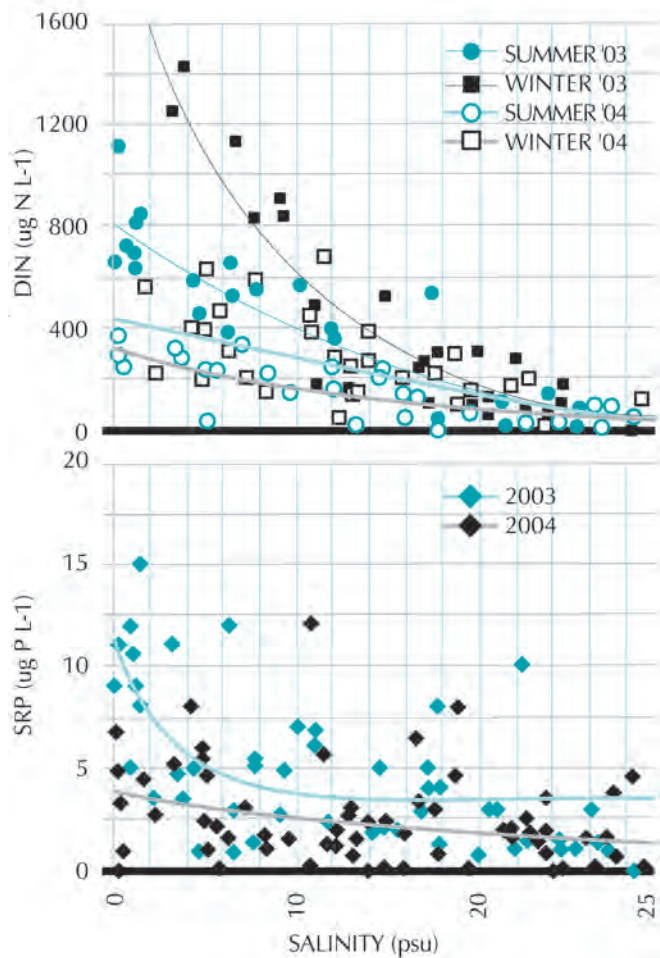 1600
SUMMER '03
WINTER '03
SUMMER '04
WINTER '04
1200
800
400
0
DIN (ug N L-1)
20
2003
2004
15
10
5
0
SRP (ug P L-1)
0
10
20
25
SALINITY (psu)